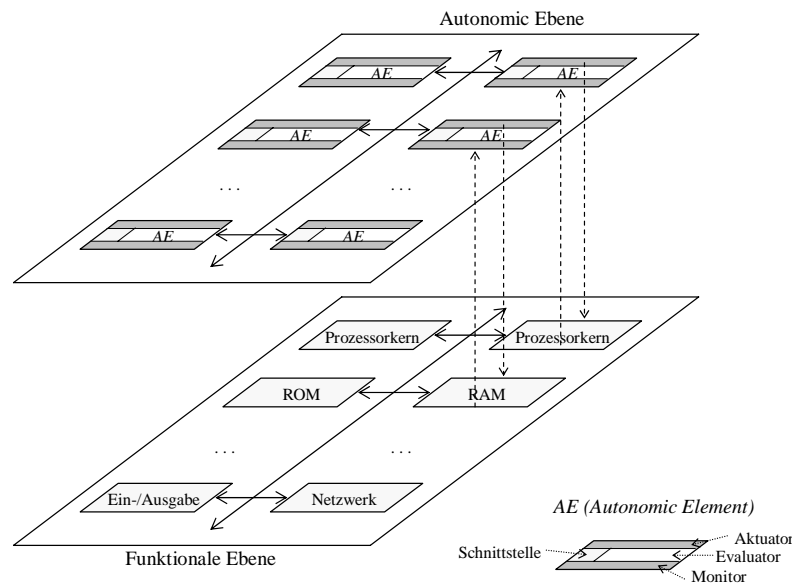 Autonomic Ebene
AE AE
AE AE
. . . . . .
AE AE
Prozessorkern Prozessorkern
ROM RAM
. . . . . .
Ein-/Ausgabe Netzwerk
Funktionale Ebene
AE (Autonomic Element)
Aktuator
Schnittstelle Evaluator
Monitor